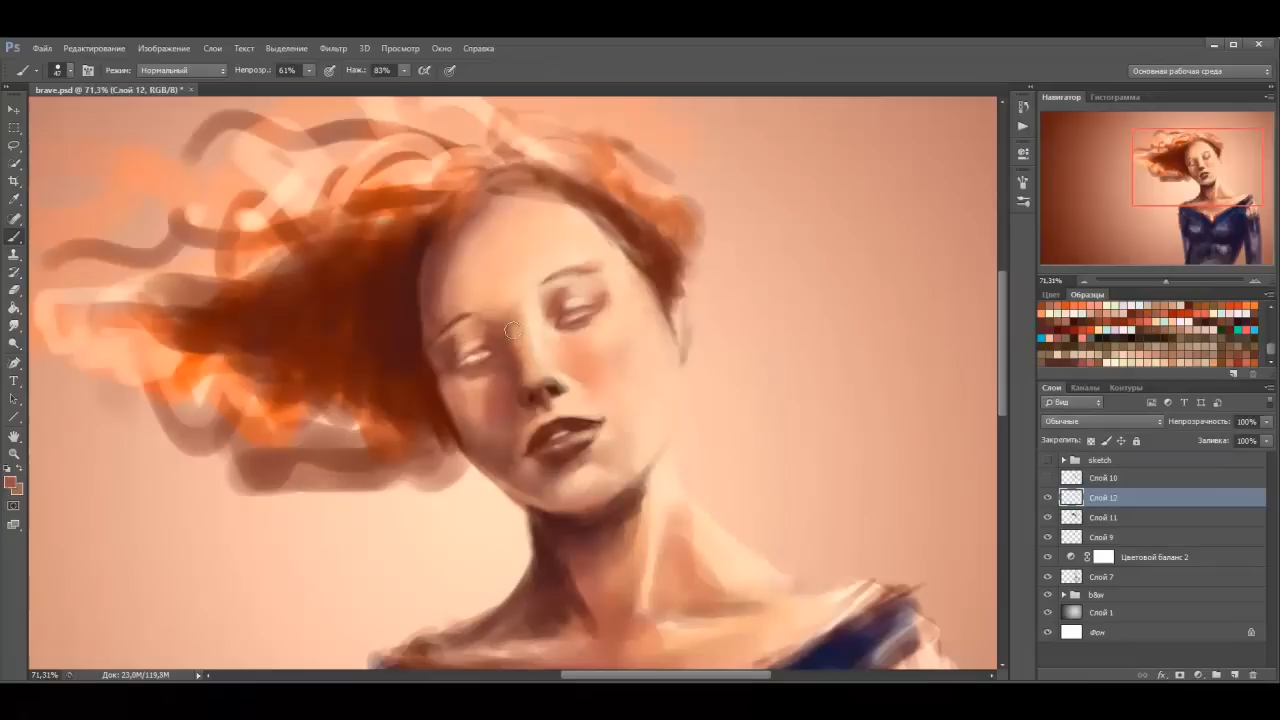 Ps Файл Редактирование Изображение Слои Текст Выделение Фильтр 3D Просмотр Окно Справка
47 Режим: Нормальный Непрозр.: 61% Наж.: 83% Основная рабочая среда
brave.psd @ 71,3% (Слой 12, RGB/8) * ×
Навигатор Гистограмма
71,31%
Цвет Образцы
Слои Каналы Контуры
Вид
Обычные Непрозрачность: 100%
Закрепить: Заливка: 100%
sketch
Слой 10
Слой 12
Слой 11
Слой 9
Цветовой баланс 2
Слой 7
b&w
Слой 1
Фон
71,31% Док: 23,0M/119,8M